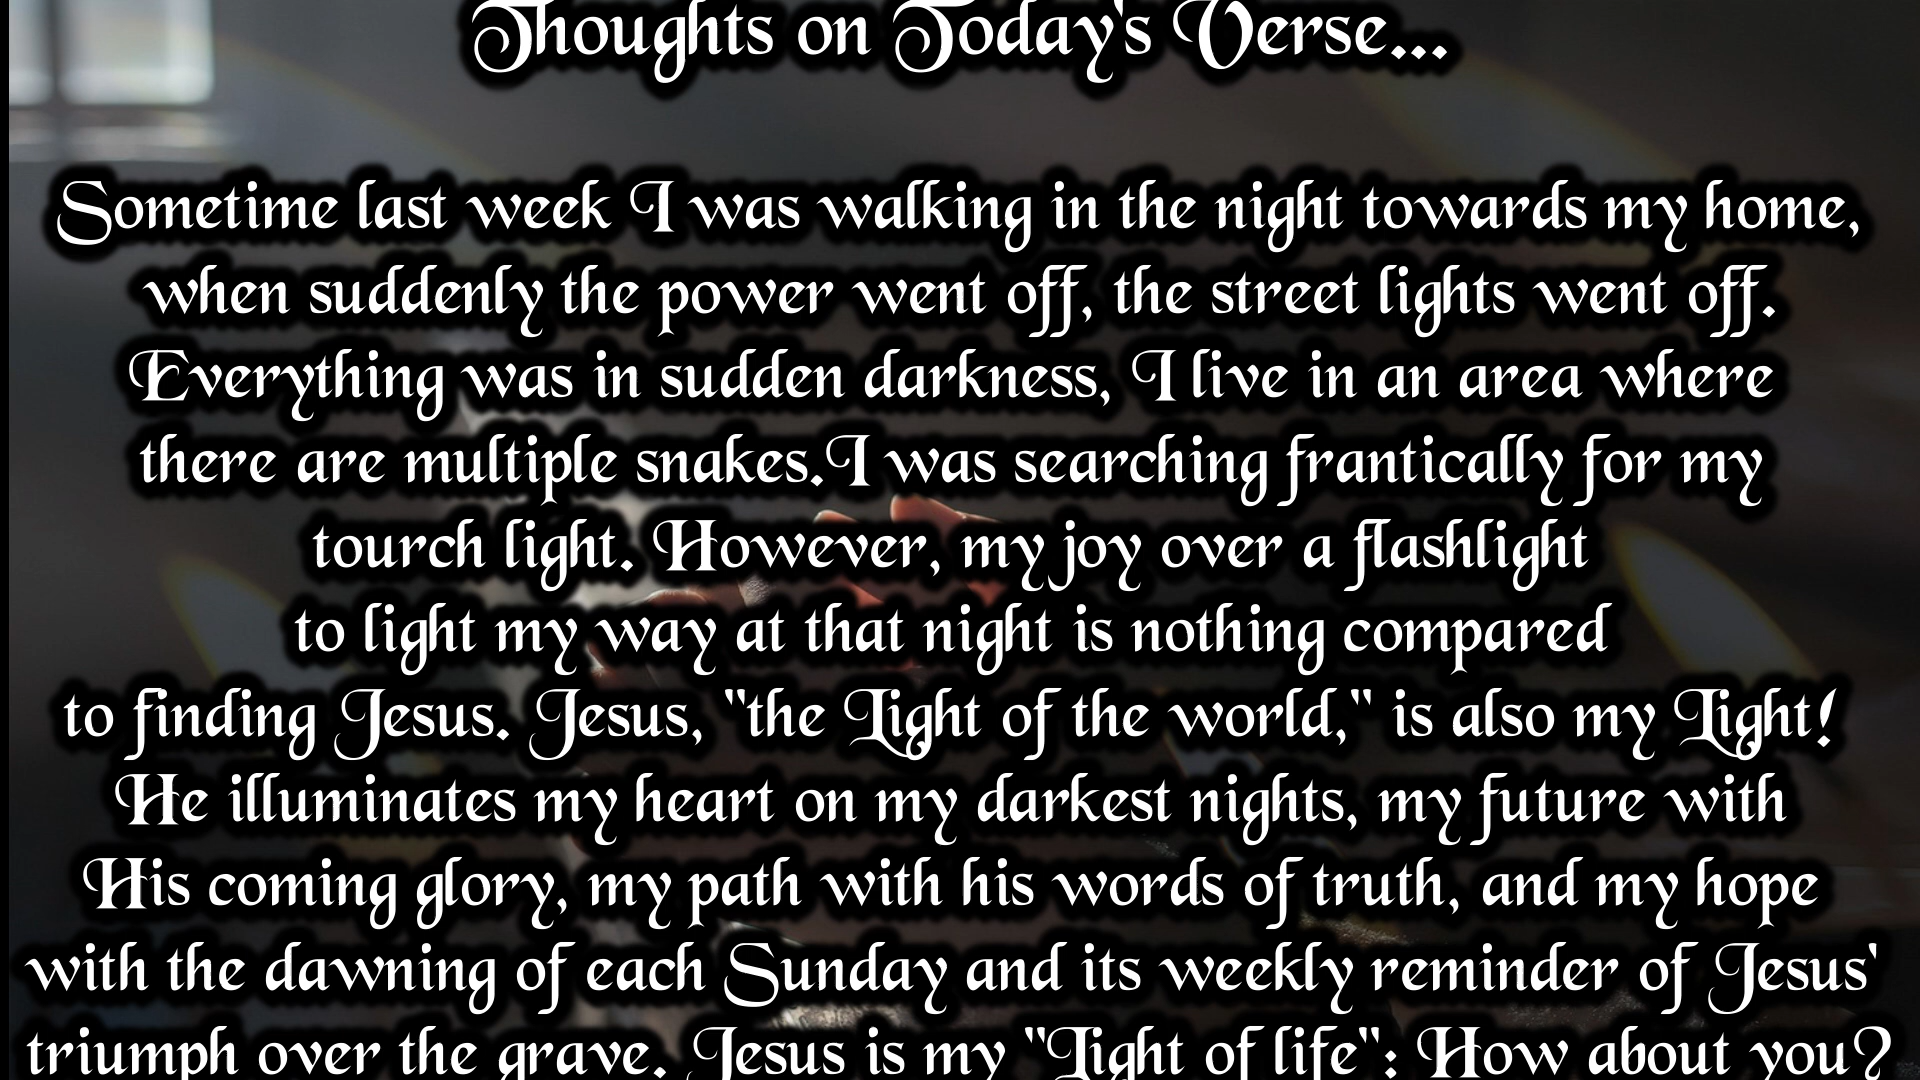 Thoughts on Today's Verse...
Sometime last week I was walking in the night towards my home,
when suddenly the power went off, the street lights went off.
Everything was in sudden darkness, I live in an area where
there are multiple snakes.I was searching frantically for my
tourch light. However, my joy over a flashlight
to light my way at that night is nothing compared
to finding Jesus. Jesus, "the Light of the world," is also my Light!
He illuminates my heart on my darkest nights, my future with
His coming glory, my path with his words of truth, and my hope
with the dawning of each Sunday and its weekly reminder of Jesus'
triumph over the grave. Jesus is my "Light of life": How about you?